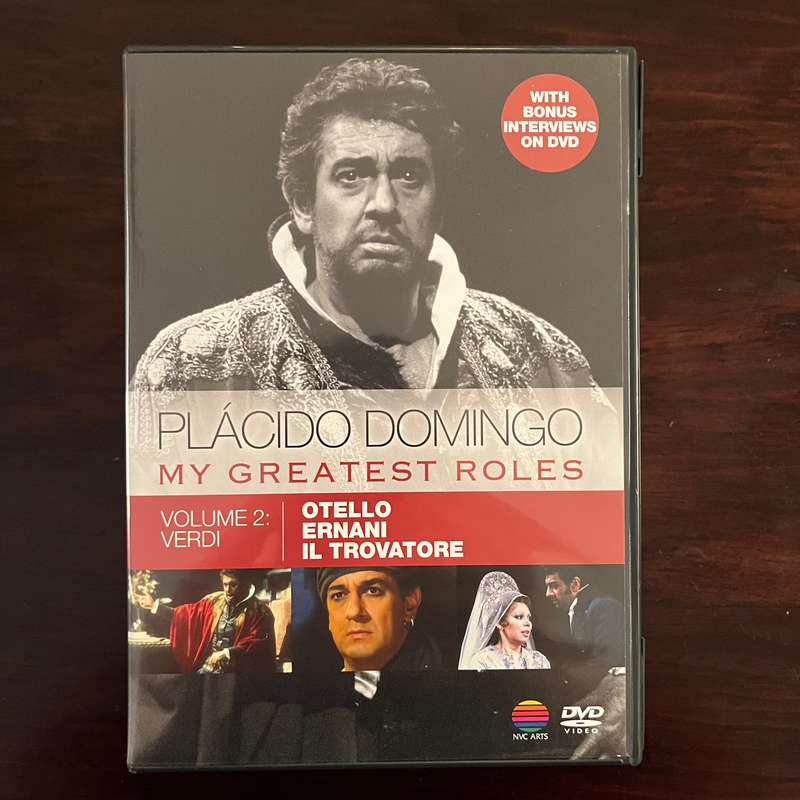 WITH
BONUS
INTERVIEWS
ON DVD
PLÁCIDO DOMINGO
MY GREATEST ROLES
VOLUME 2:
VERDI
OTELLO
ERNANI
IL TROVATORE
NVC ARTS
DVD
VIDEO